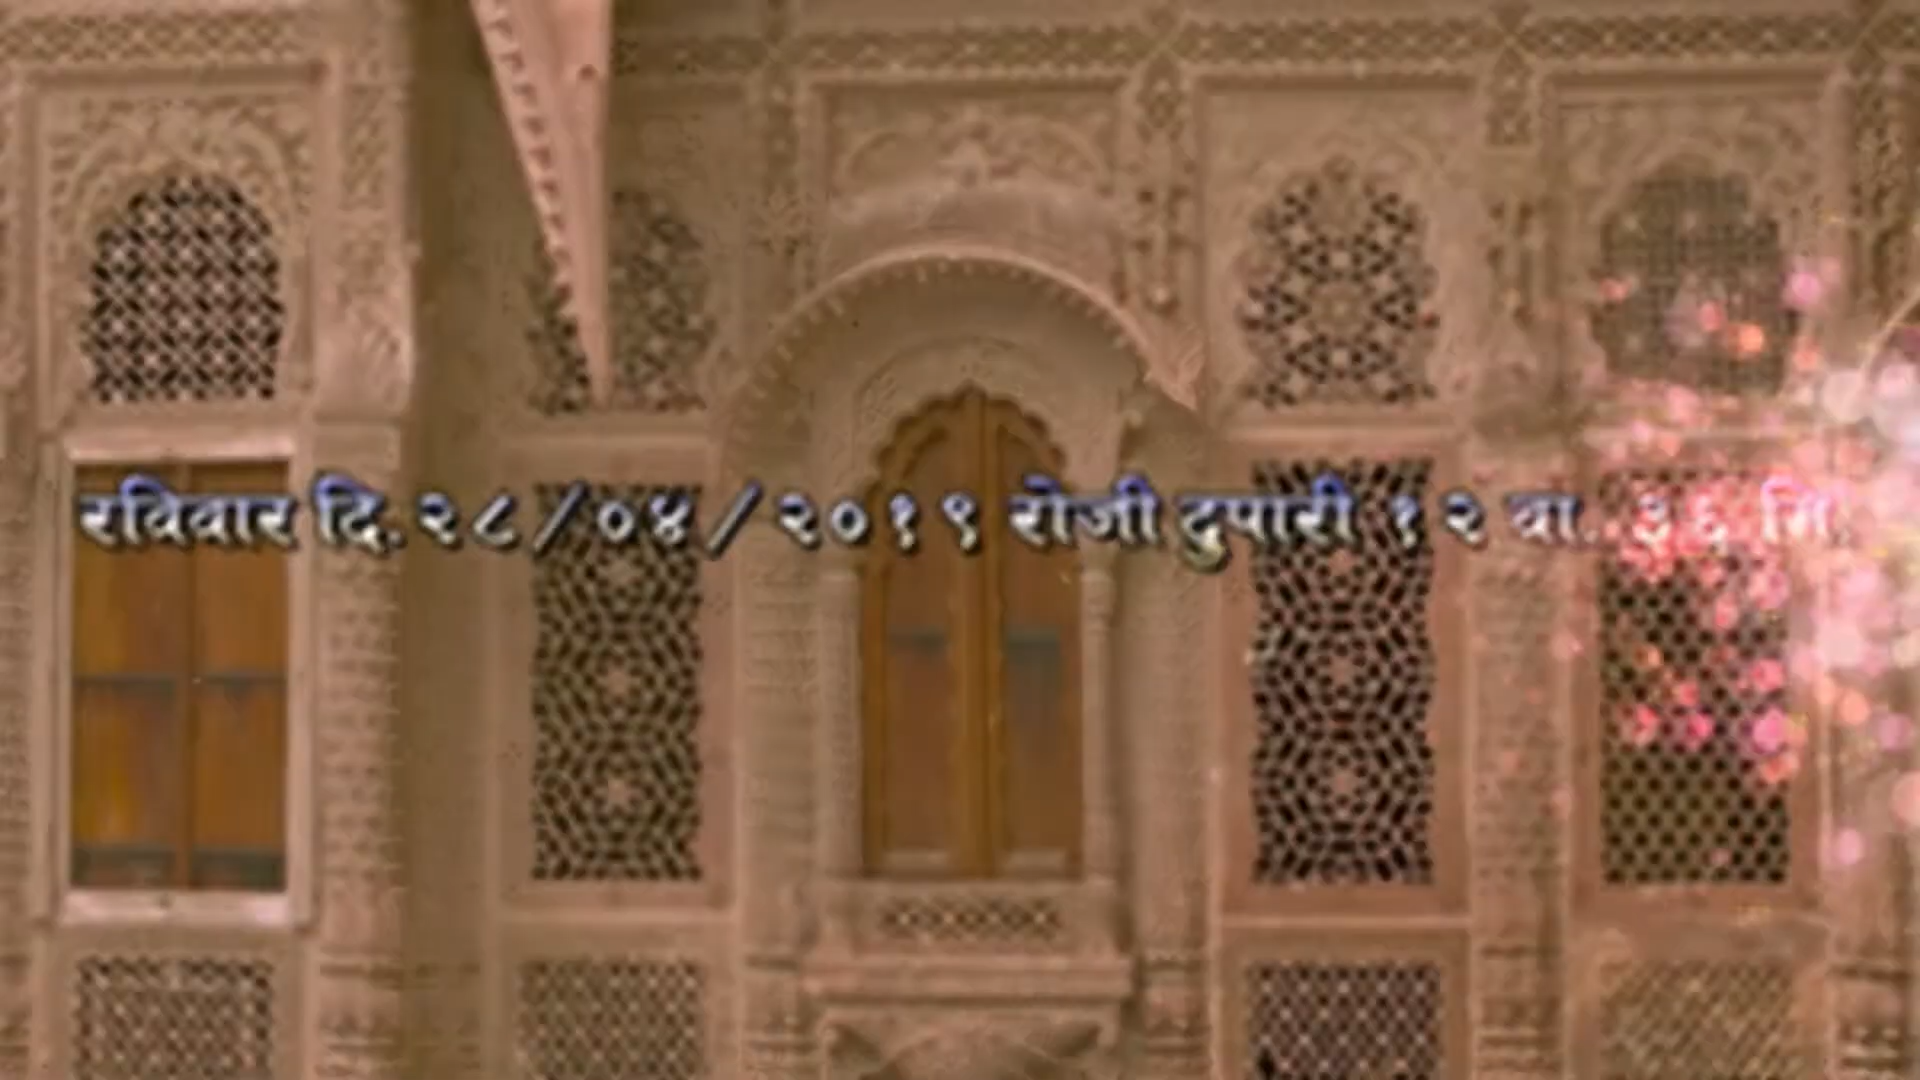 रविवार दि. २८/०४/२०१९ रोजी दुपारी १२ वा. ३६ मि.